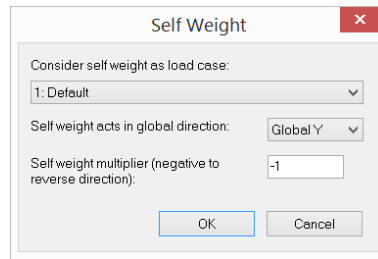 Self Weight
Consider self weight as load case:
1: Default
Self weight acts in global direction:
Global Y
Self weight multiplier (negative to
reverse direction):
-1
OK
Cancel